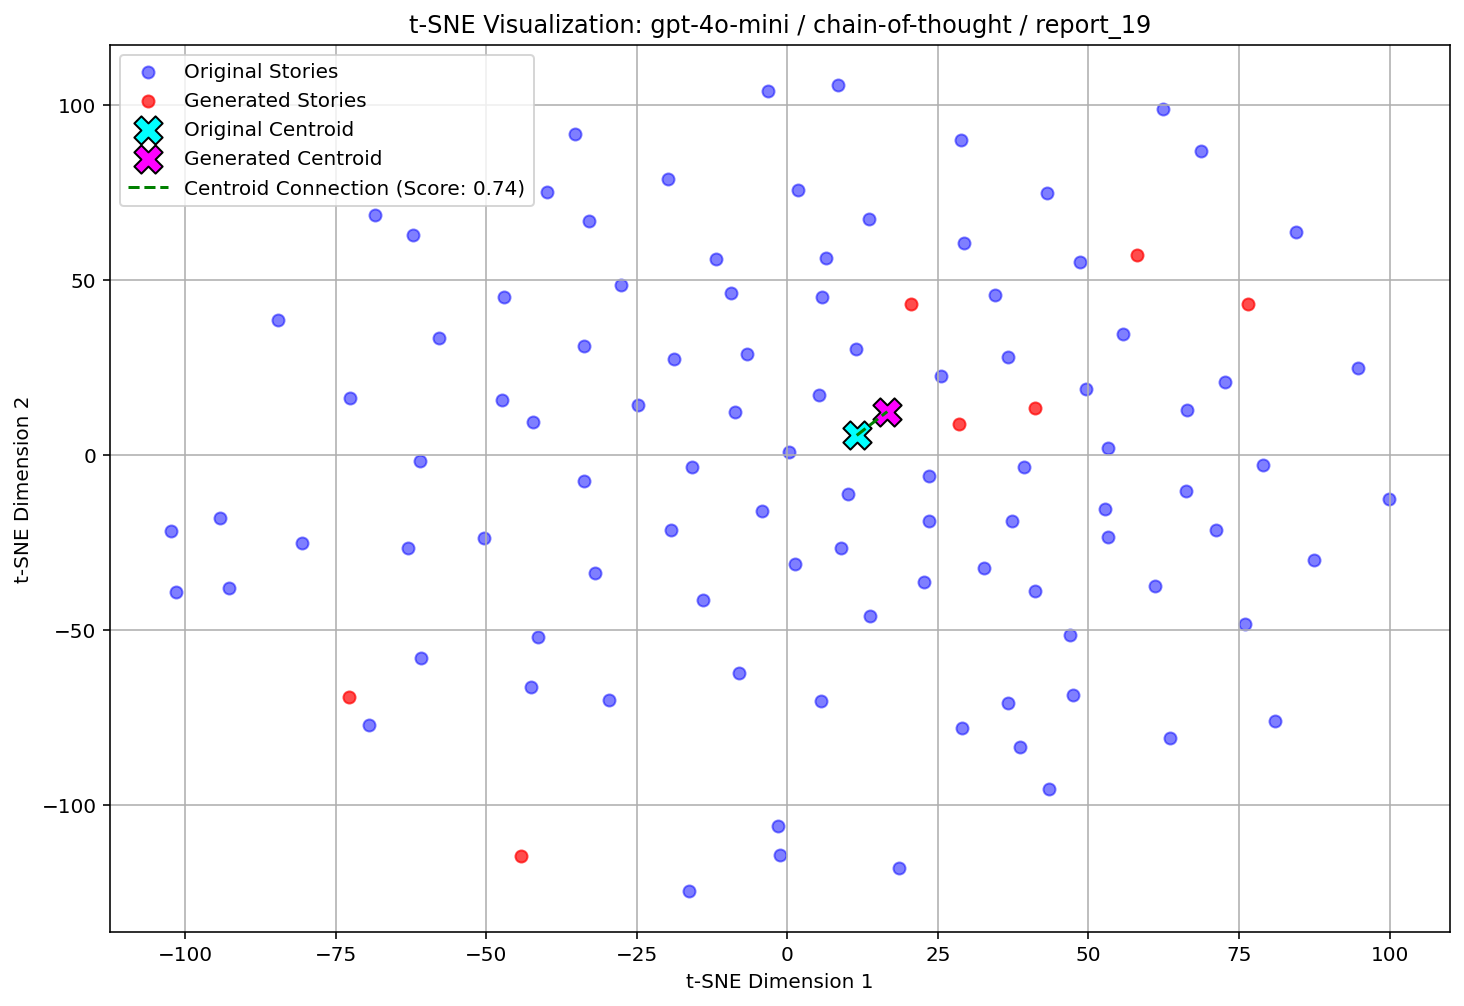 t-SNE Visualization: gpt-4o-mini / chain-of-thought / report_19
Original Stories
Generated Stories
Original Centroid
Generated Centroid
Centroid Connection (Score: 0.74)
100
50
0
−50
−100
t-SNE Dimension 2
−100
−75
−50
−25
0
25
50
75
100
t-SNE Dimension 1